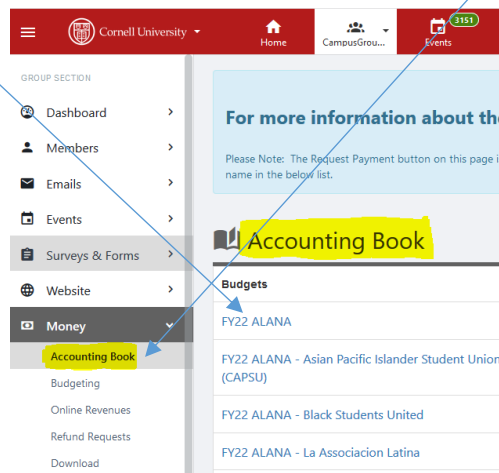 Cornell University
Home
CampusGrou...
3151
Events
GROUP SECTION
Dashboard
Members
Emails
Events
Surveys & Forms
Website
Money
Accounting Book
Budgeting
Online Revenues
Refund Requests
Download
For more information about the
Please Note: The Request Payment button on this page i
name in the below list.
Accounting Book
Budgets
FY22 ALANA
FY22 ALANA - Asian Pacific Islander Student Union
(CAPSU)
FY22 ALANA - Black Students United
FY22 ALANA - La Associacion Latina